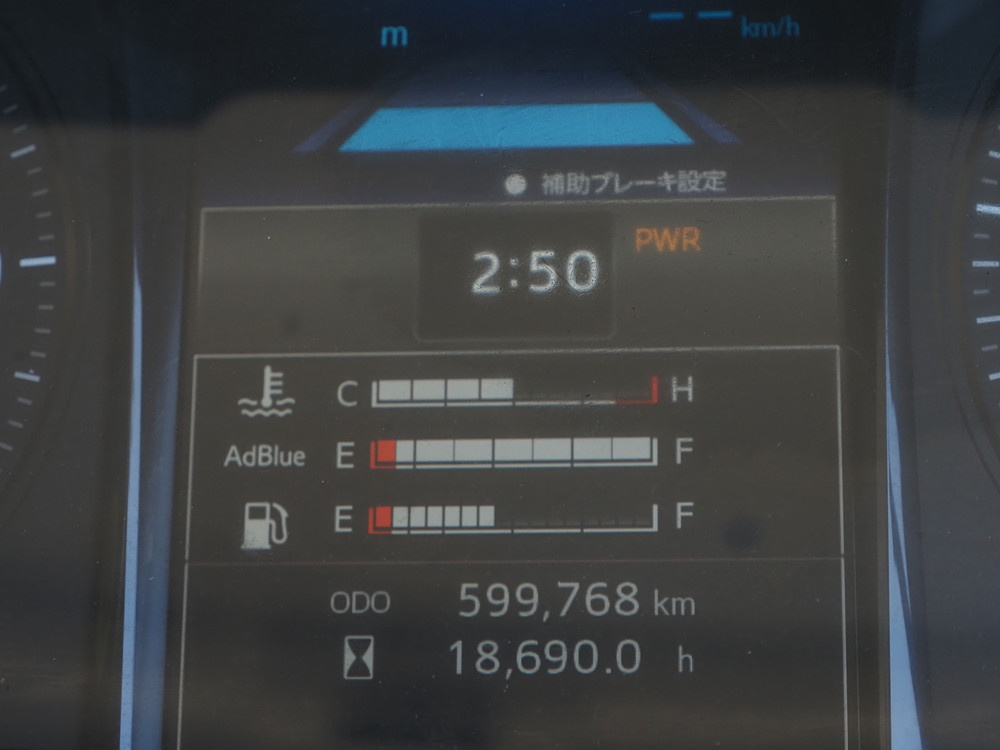 m -- km/h
補助ブレーキ設定
2:50 PWR
C H
AdBlue E F
E F
ODO 599,768 km
18,690.0 h